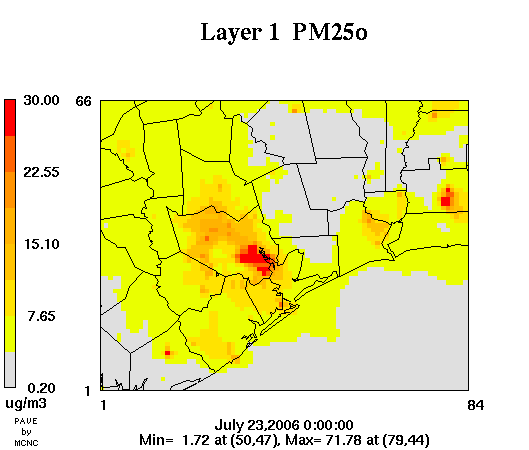 Layer 1 PM25o
30.00
22.55
15.10
7.65
0.20
ug/m3
PAVE
by
MCNC
66
1
1
84
July 23,2006 0:00:00
Min= 1.72 at (50,47), Max= 71.78 at (79,44)